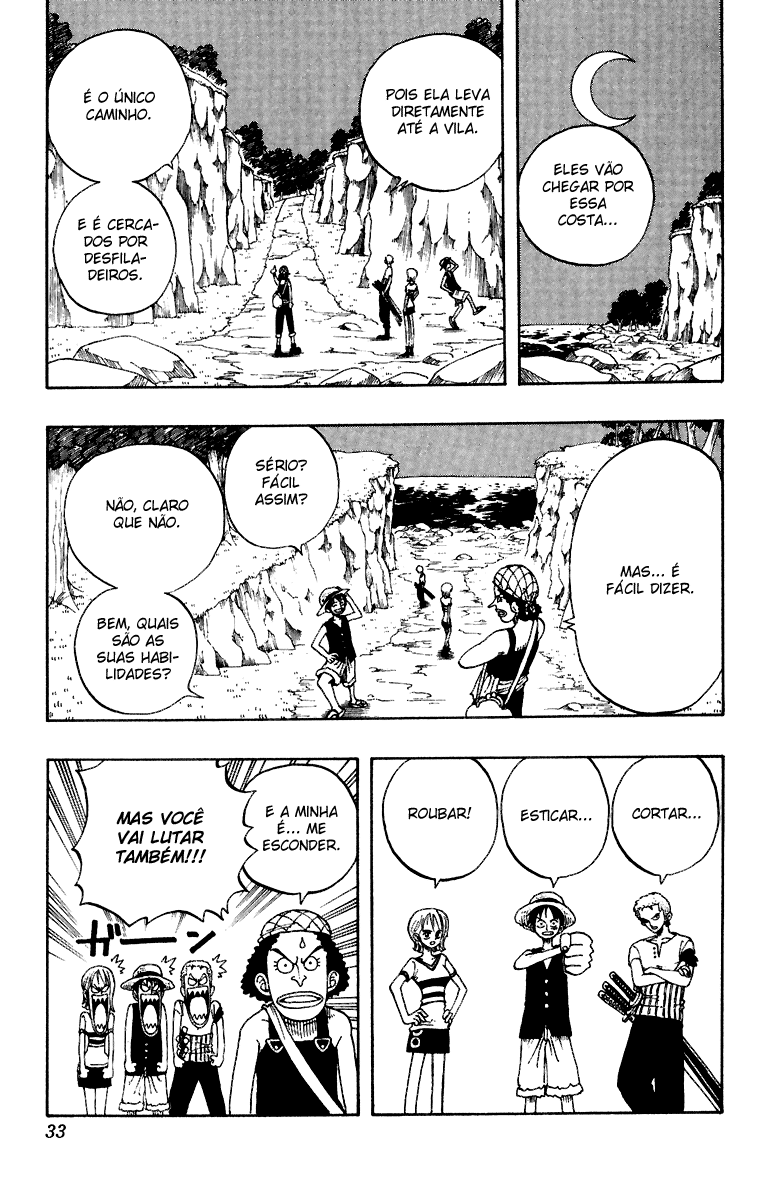 ELES VÃO
CHEGAR POR
ESSA
COSTA...
POIS ELA LEVA
DIRETAMENTE
ATÉ A VILA.
É O ÚNICO
CAMINHO.
E É CERCA-
DOS POR
DESFILA-
DEIROS.
MAS... É
FÁCIL DIZER.
SÉRIO?
FÁCIL
ASSIM?
NÃO, CLARO
QUE NÃO.
BEM, QUAIS
SÃO AS
SUAS HABI-
LIDADES?
CORTAR...
ESTICAR...
ROUBAR!
E A MINHA
É... ME
ESCONDER.
MAS VOCÊ
VAI LUTAR
TAMBÉM!!!
ガーン
33